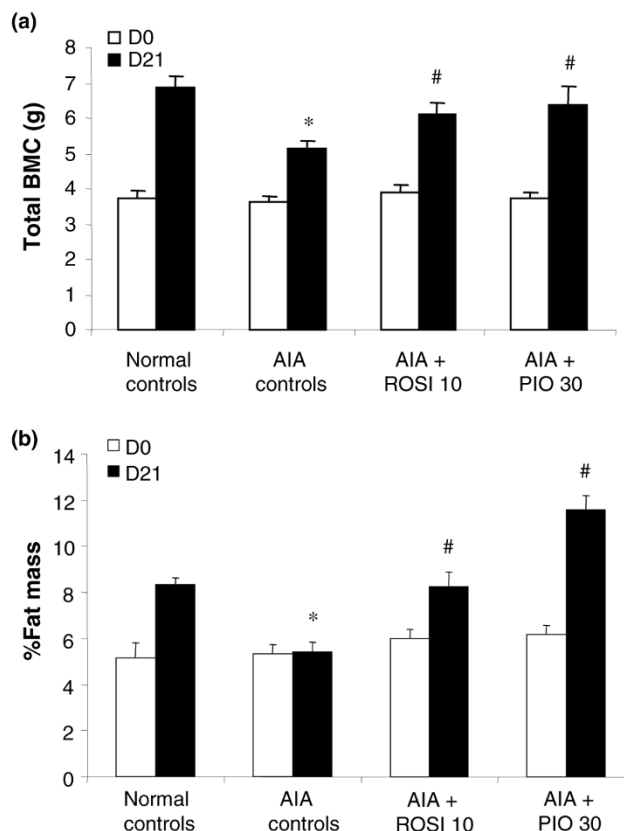 (a)
D0
D21
Total BMC (g)
8
7
6
5
4
3
2
1
0
*
#
#
Normal controls
AIA controls
AIA + ROSI 10
AIA + PIO 30
(b)
D0
D21
%Fat mass
14
12
10
8
6
4
2
0
*
#
#
Normal controls
AIA controls
AIA + ROSI 10
AIA + PIO 30